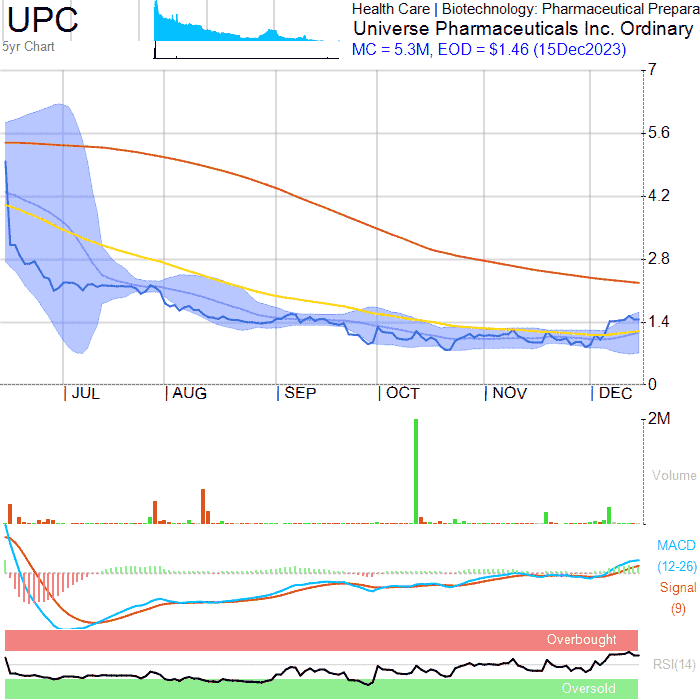 UPC
5yr Chart
Health Care | Biotechnology: Pharmaceutical Prepara
Universe Pharmaceuticals Inc. Ordinary
MC = 5.3M, EOD = $1.46 (15Dec2023)
7
5.6
4.2
2.8
1.4
0
JUL AUG SEP OCT NOV DEC
2M
Volume
MACD
(12-26)
Signal
(9)
Overbought
RSI(14)
Oversold